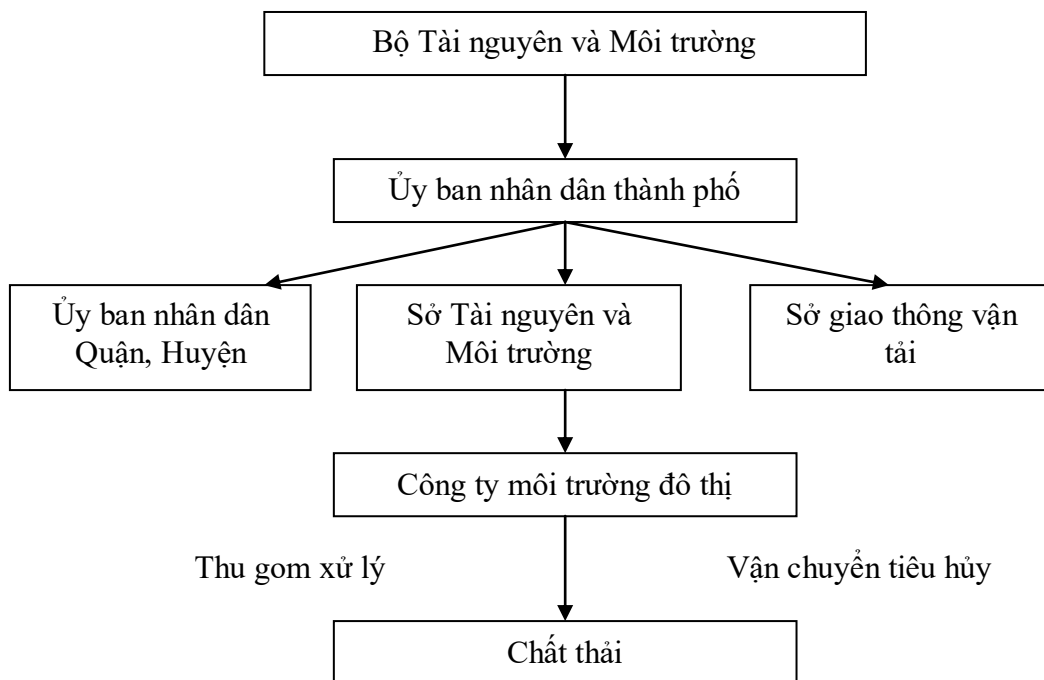 Bộ Tài nguyên và Môi trường
Ủy ban nhân dân thành phố
Ủy ban nhân dân
Quận, Huyện
Sở Tài nguyên và
Môi trường
Sở giao thông vận
tải
Công ty môi trường đô thị
Thu gom xử lý
Vận chuyển tiêu hủy
Chất thải